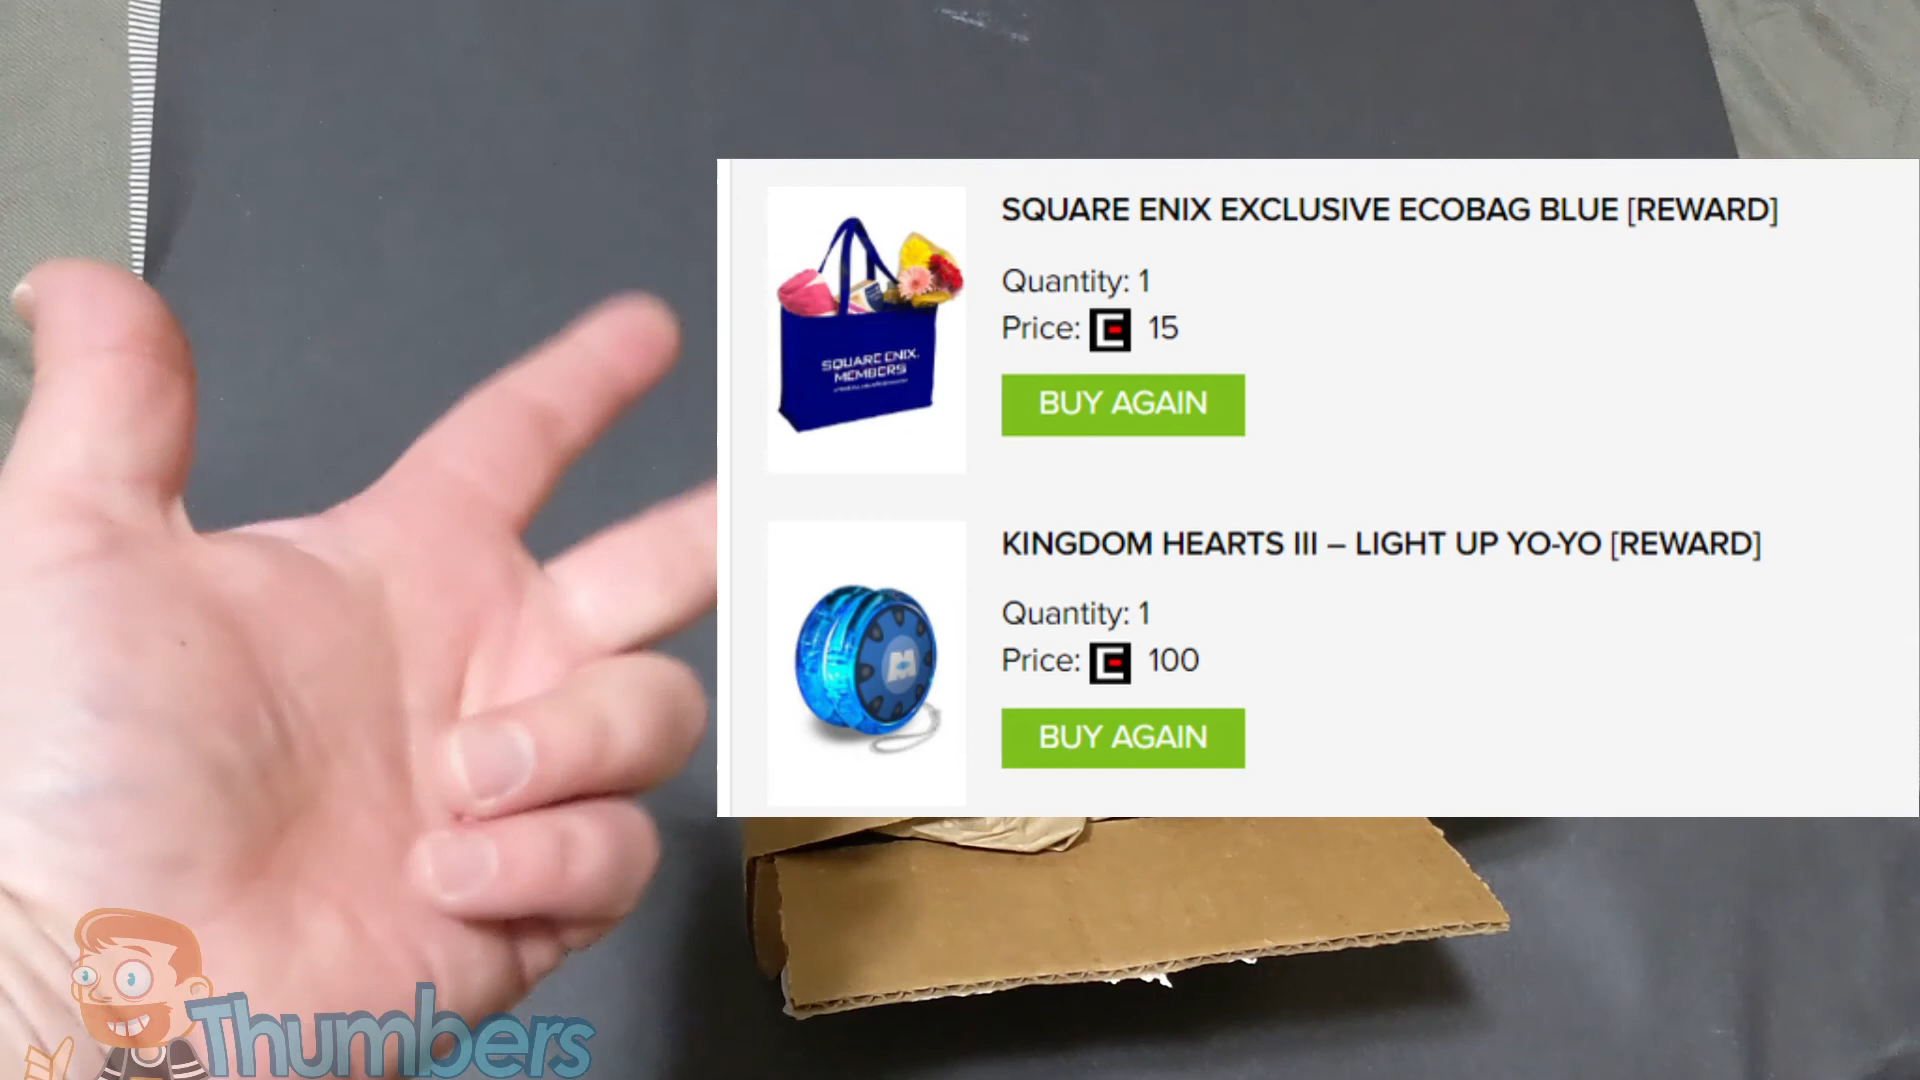 SQUARE ENIX EXCLUSIVE ECOBAG BLUE [REWARD]
SQUARE ENIX
MEMBERS
Quantity: 1
Price: 15
BUY AGAIN
KINGDOM HEARTS III – LIGHT UP YO-YO [REWARD]
Quantity: 1
Price: 100
BUY AGAIN
Thumbers